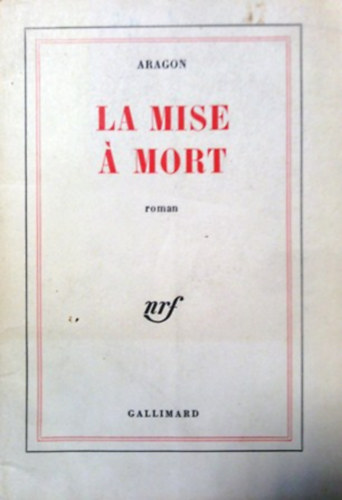 ARAGON
LA MISE
À MORT
roman
nrf
GALLIMARD